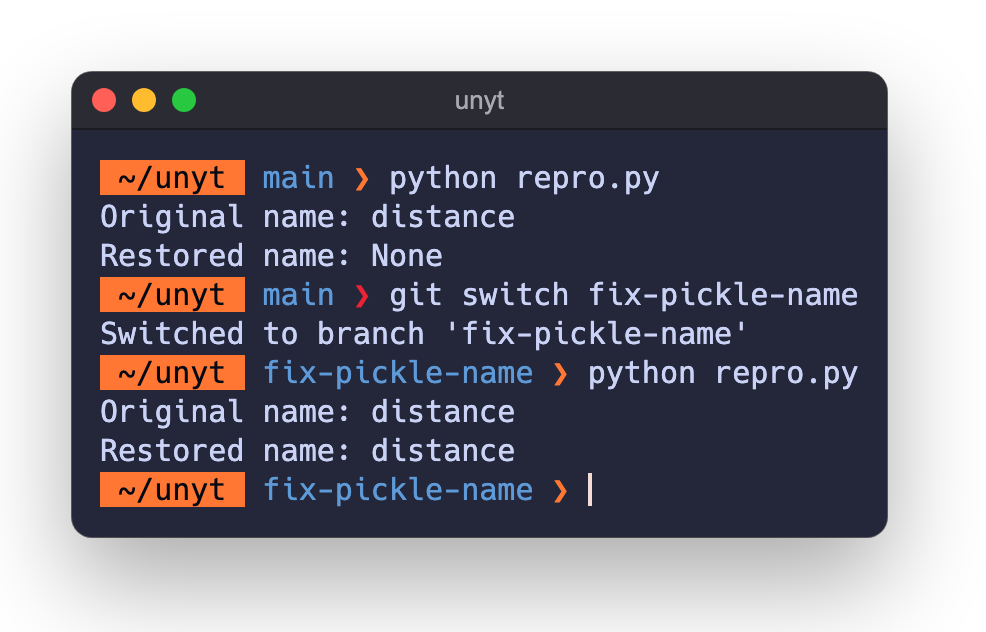 unyt
~/unyt main ❯ python repro.py
Original name: distance
Restored name: None
~/unyt main ❯ git switch fix-pickle-name
Switched to branch 'fix-pickle-name'
~/unyt fix-pickle-name ❯ python repro.py
Original name: distance
Restored name: distance
~/unyt fix-pickle-name ❯